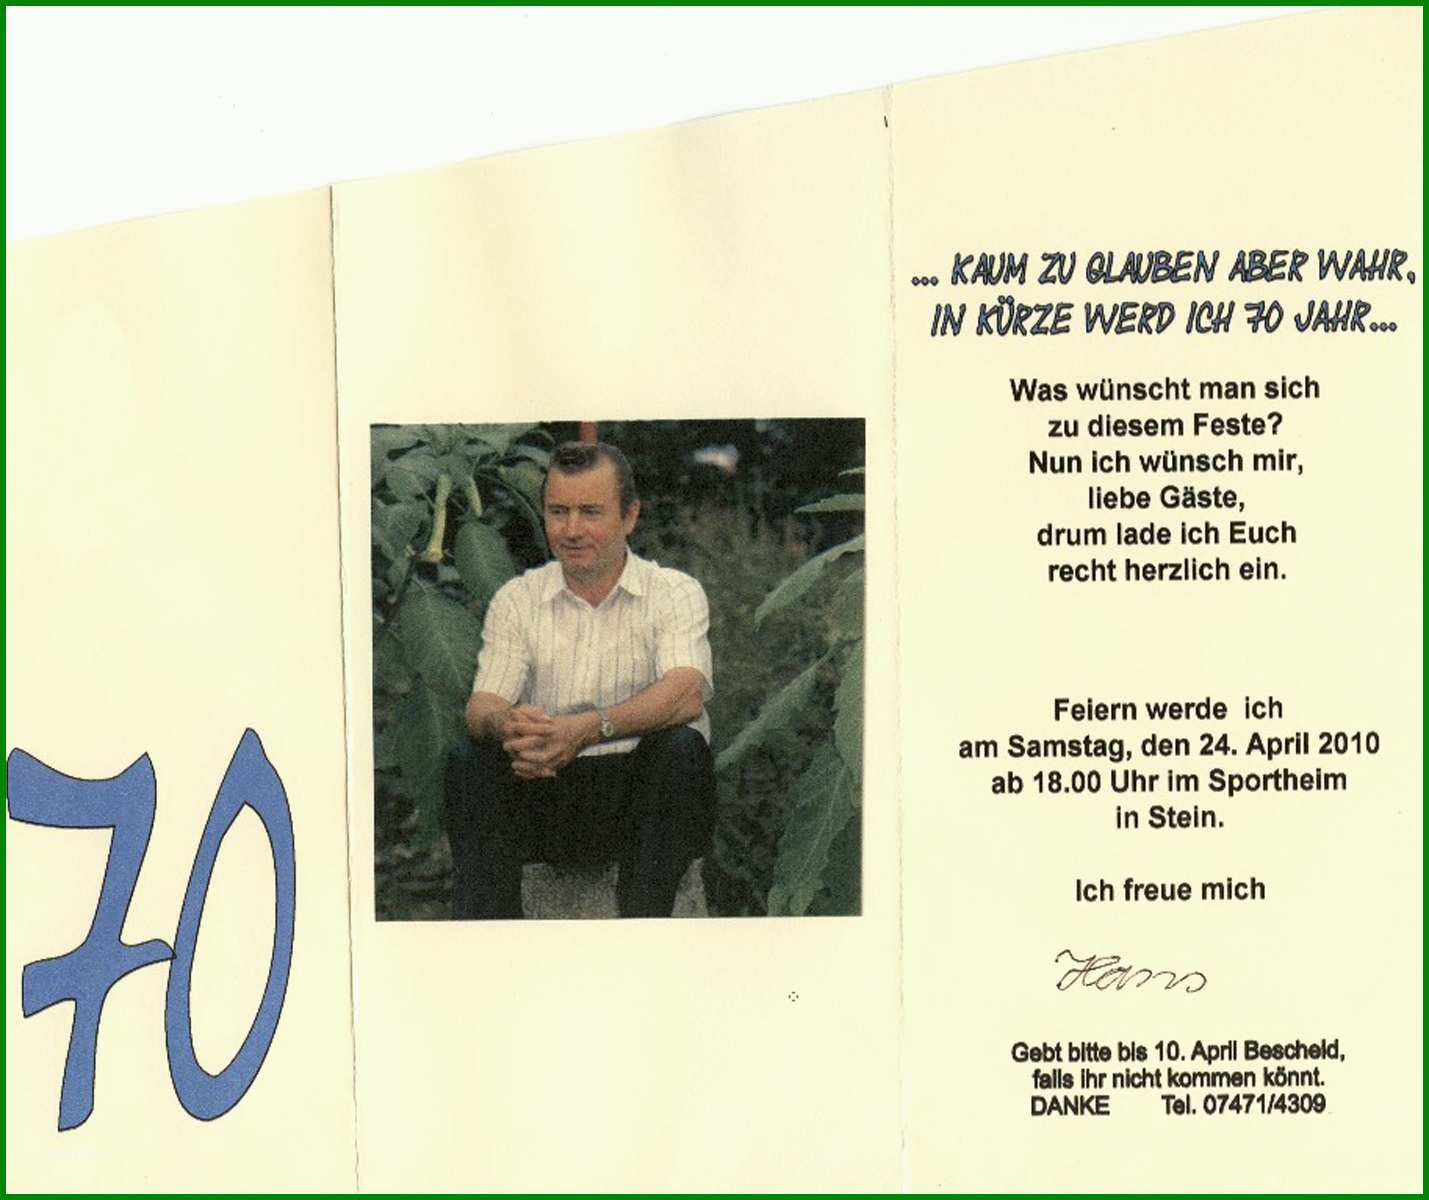 70
... KAUM ZU GLAUBEN ABER WAHR,
IN KÜRZE WERD ICH 70 JAHR...
Was wünscht man sich
zu diesem Feste?
Nun ich wünsch mir,
liebe Gäste,
drum lade ich Euch
recht herzlich ein.
Feiern werde ich
am Samstag, den 24. April 2010
ab 18.00 Uhr im Sportheim
in Stein.
Ich freue mich
Hans
Gebt bitte bis 10. April Bescheid,
falls ihr nicht kommen könnt.
DANKE Tel. 07471/4309